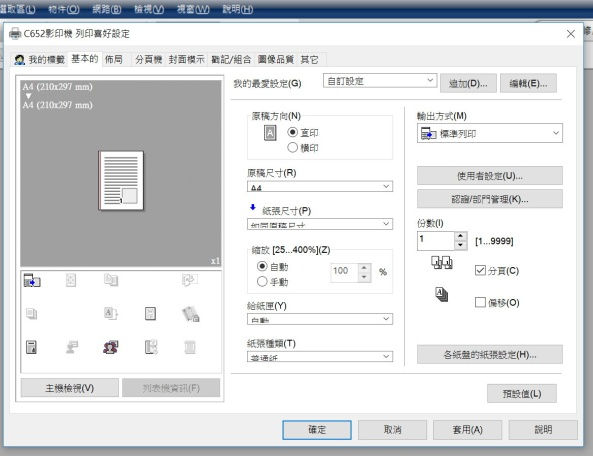 選取區(L) 物件(O) 網路(B) 檢視(V) 視窗(W) 說明(H)
C652影印機 列印喜好設定
我的標籤 基本的 佈局 分頁機 封面模示 戳記/組合 圖像品質 其它
A4 (210x297 mm)
A4 (210x297 mm)
x1
主機檢視(V) 列表機資訊(F)
我的最愛設定(G) 自訂設定 追加(D)... 編輯(E)...
原稿方向(N)
A
直印
橫印
原稿尺寸(R)
A4
紙張尺寸(P)
如同原稿尺寸
縮放 [25...400%](Z)
自動
手動
100 %
給紙匣(Y)
自動
紙張種類(T)
普通紙
輸出方式(M)
標準列印
使用者設定(U)...
認證/部門管理(K)...
份數(I)
1 [1...9999]
分頁(C)
偏移(O)
各紙盤的紙張設定(H)...
預設值(L)
確定 取消 套用(A) 說明